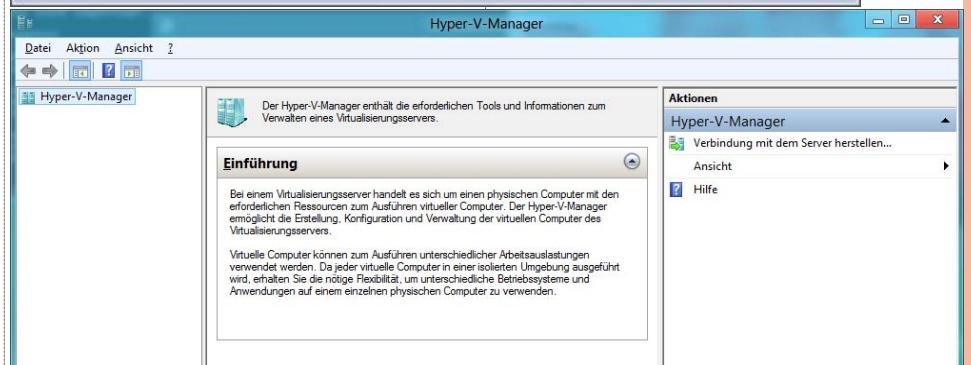 Hyper-V-Manager
Datei Aktion Ansicht ?
Hyper-V-Manager
Der Hyper-V-Manager enthält die erforderlichen Tools und Informationen zum
Verwalten eines Virtualisierungsservers.
Einführung
Bei einem Virtualisierungsserver handelt es sich um einen physischen Computer mit den
erforderlichen Ressourcen zum Ausführen virtueller Computer. Der Hyper-V-Manager
ermöglicht die Erstellung, Konfiguration und Verwaltung der virtuellen Computer des
Virtualisierungsservers.
Virtuelle Computer können zum Ausführen unterschiedlicher Arbeitsauslastungen
verwendet werden. Da jeder virtuelle Computer in einer isolierten Umgebung ausgeführt
wird, erhalten Sie die nötige Flexibilität, um unterschiedliche Betriebssysteme und
Anwendungen auf einem einzelnen physischen Computer zu verwenden.
Aktionen
Hyper-V-Manager
Verbindung mit dem Server herstellen...
Ansicht
Hilfe